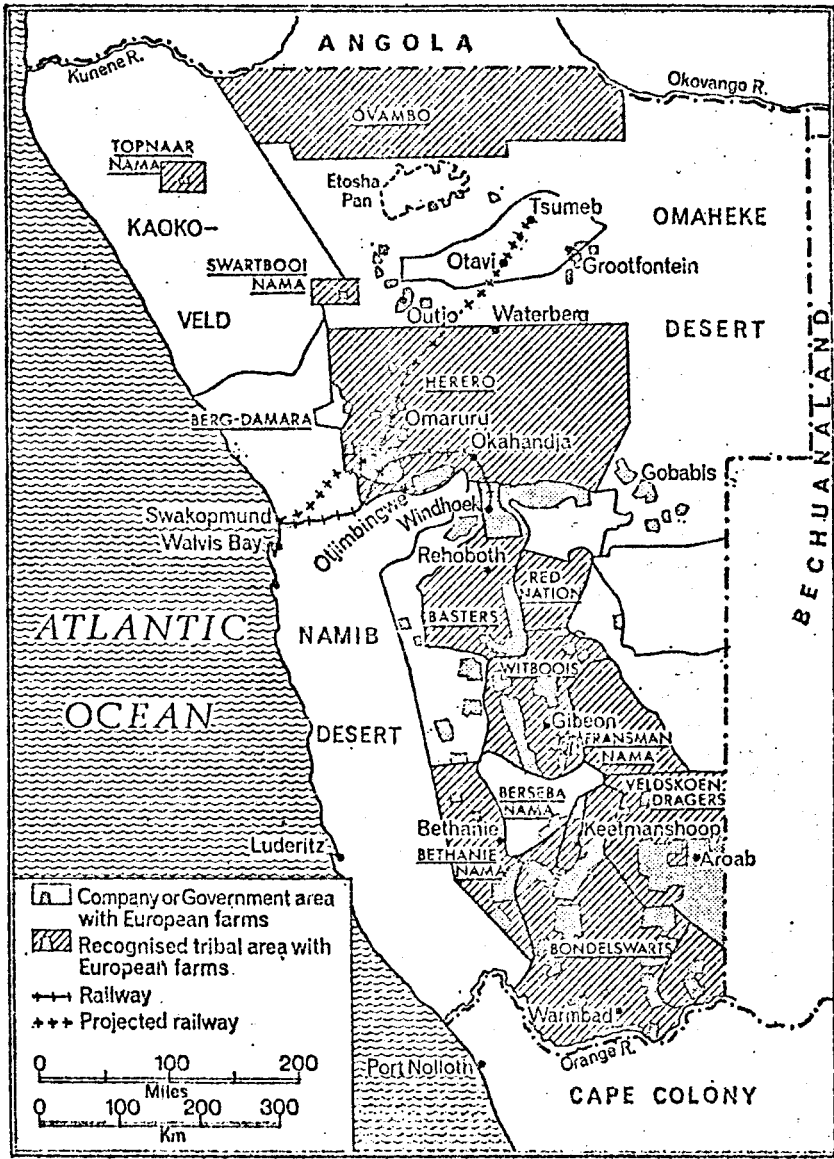 ANGOLA
Kunene R.
Okovango R.
OVAMBO
TOPNAAR
NAMA
Etosha
Pan
Tsumeb
OMAHEKE
KAOKO–
Otavi
Grootfontein
SWARTBOOI
NAMA
Outjo
Waterberg
DESERT
VELD
BECHUANALAND
HERERO
BERG-DAMARA
Omaruru
Okahandja
Gobabis
Swakopmund
Otjimbingwe
Windhoek
Walvis Bay
Rehoboth
RED
NATION
ATLANTIC
OCEAN
NAMIB
DESERT
BASTERS
WITBOOIS
Gibeon
FRANSMAN
NAMA
BERSEBA
NAMA
VELDSKOEN-
DRAGERS
Bethanie
BETHANIE
NAMA
Keetmanshoop
Aroab
Luderitz
Company or Government area
with European farms
Recognised tribal area with
European farms.
Railway
Projected railway
BONDELSWARTS
Warmbad
Orange R.
Port Nolloth
CAPE COLONY
0 100 200
Miles
0 100 200 300
Km